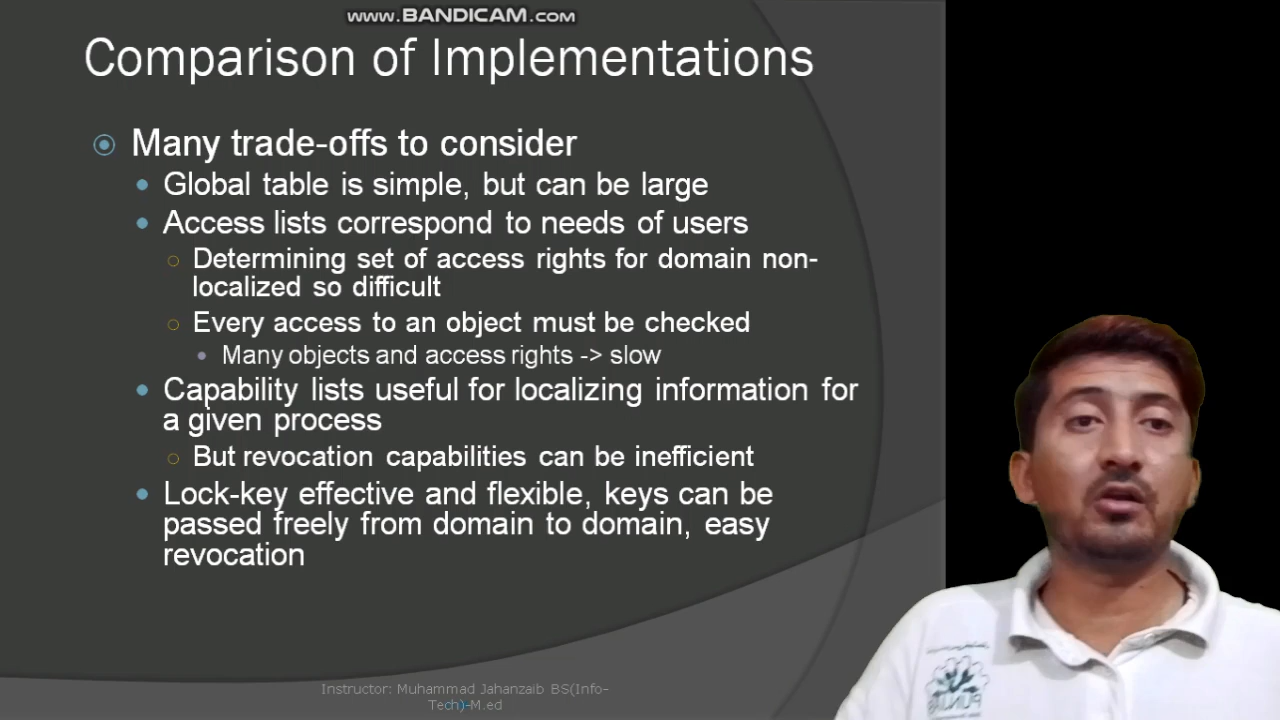 www.BANDICAM.com
Comparison of Implementations
Many trade-offs to consider
Global table is simple, but can be large
Access lists correspond to needs of users
Determining set of access rights for domain non-
localized so difficult
Every access to an object must be checked
Many objects and access rights -> slow
Capability lists useful for localizing information for
a given process
But revocation capabilities can be inefficient
Lock-key effective and flexible, keys can be
passed freely from domain to domain, easy
revocation
Instructor: Muhammad Jahanzaib BS(Info-
Tech)-M.ed